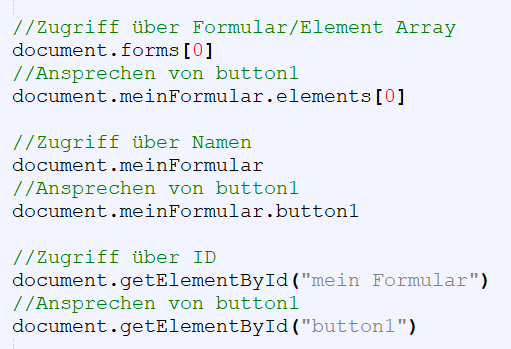 //Zugriff über Formular/Element Array
document.forms[0]
//Ansprechen von button1
document.meinFormular.elements[0]
//Zugriff über Namen
document.meinFormular
//Ansprechen von button1
document.meinFormular.button1
//Zugriff über ID
document.getElementById("mein Formular")
//Ansprechen von button1
document.getElementById("button1")